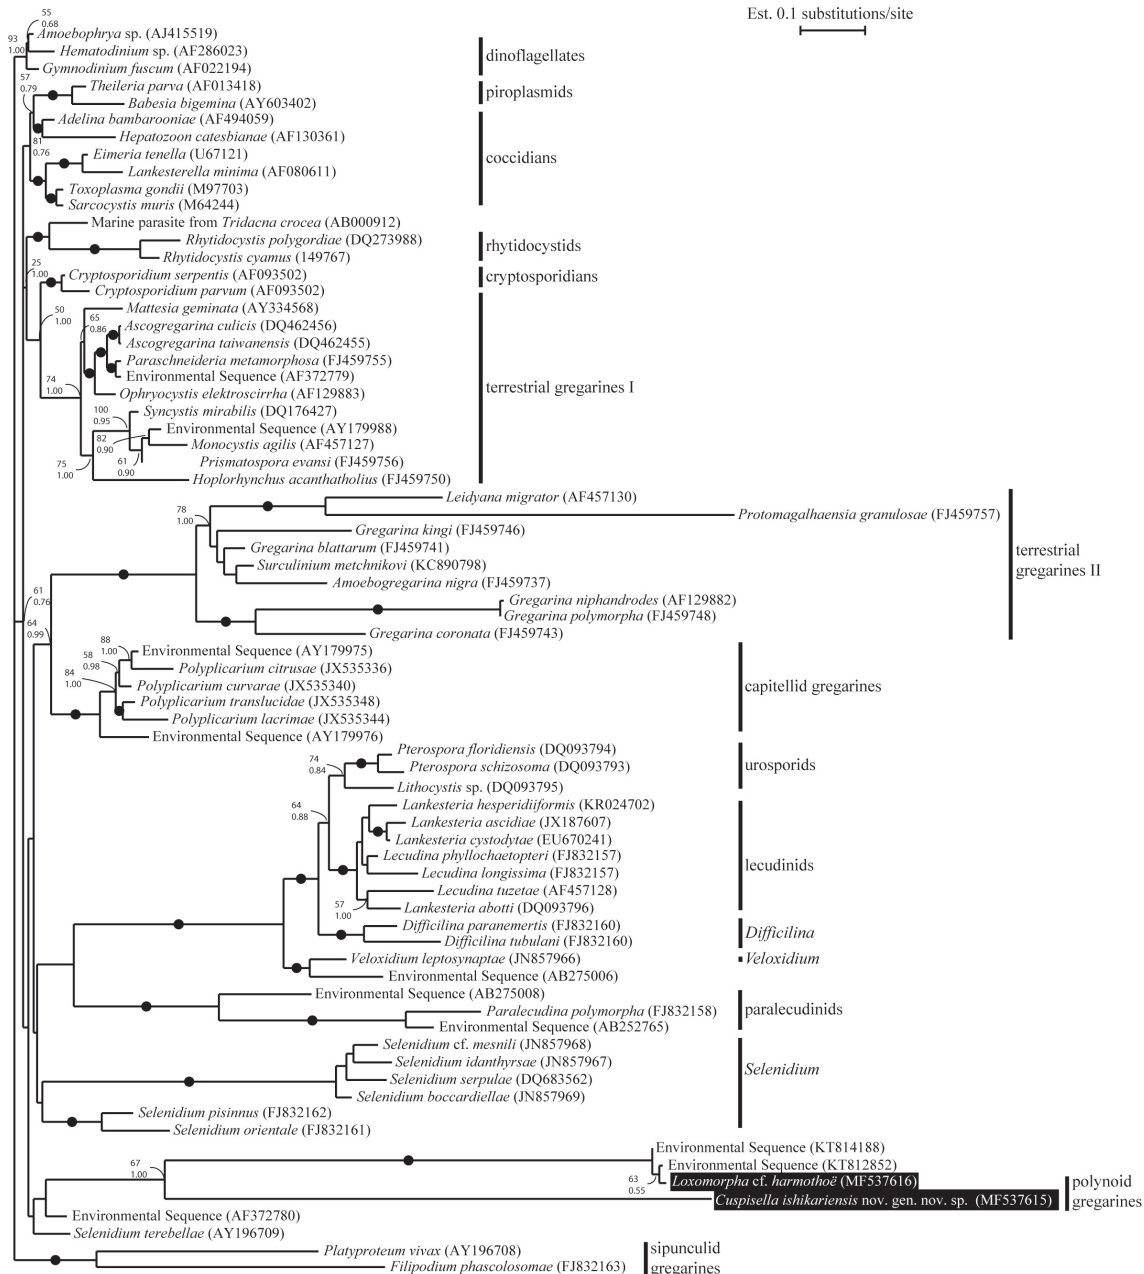 Est. 0.1 substitutions/site
55
0.68
93
1.00
Amoebophrya sp. (AJ415519)
Hematodinium sp. (AF286023)
Gymnodinium fuscum (AF022194)
dinoflagellates
57
0.79
Theileria parva (AF013418)
Babesia bigemina (AY603402)
piroplasmids
Adelina bambarooniae (AF494059)
Hepatozoon catesbianae (AF130361)
81
0.76
Eimeria tenella (U67121)
Lankesterella minima (AF080611)
Toxoplasma gondii (M97703)
Sarcocystis muris (M64244)
coccidians
Marine parasite from Tridacna crocea (AB000912)
Rhytidocystis polygordiae (DQ273988)
Rhytidocystis cyamus (149767)
rhytidocystids
25
1.00
Cryptosporidium serpentis (AF093502)
Cryptosporidium parvum (AF093502)
cryptosporidians
50
1.00
Mattesia geminata (AY334568)
65
0.86
Ascogregarina culicis (DQ462456)
Ascogregarina taiwanensis (DQ462455)
Paraschneideria metamorphosa (FJ459755)
Environmental Sequence (AF372779)
Ophryocystis elektroscirrha (AF129883)
74
1.00
terrestrial gregarines I
100
0.95
Syncystis mirabilis (DQ176427)
Environmental Sequence (AY179988)
82
0.90
Monocystis agilis (AF457127)
61
0.90
Prismatospora evansi (FJ459756)
75
1.00
Hoplorhynchus acanthatholius (FJ459750)
Leidyana migrator (AF457130)
Protomagalhaensia granulosae (FJ459757)
78
1.00
Gregarina kingi (FJ459746)
Gregarina blattarum (FJ459741)
Surculinium metchnikovi (KC890798)
Amoebogregarina nigra (FJ459737)
terrestrial
gregarines II
Gregarina niphandrodes (AF129882)
Gregarina polymorpha (FJ459748)
Gregarina coronata (FJ459743)
61
0.76
64
0.99
88
1.00
Environmental Sequence (AY179975)
58
0.98
Polyplicarium citrusae (JX535336)
84
1.00
Polyplicarium curvarae (JX535340)
Polyplicarium translucidae (JX535348)
Polyplicarium lacrimae (JX535344)
Environmental Sequence (AY179976)
capitellid gregarines
74
0.84
Pterospora floridiensis (DQ093794)
Pterospora schizosoma (DQ093793)
Lithocystis sp. (DQ093795)
urosporids
64
0.88
Lankesteria hesperidiiformis (KR024702)
Lankesteria ascidiae (JX187607)
Lankesteria cystodytae (EU670241)
Lecudina phyllochaetopteri (FJ832157)
Lecudina longissima (FJ832157)
Lecudina tuzetae (AF457128)
57
1.00
Lankesteria abotti (DQ093796)
lecudinids
Difficilina paranemertis (FJ832160)
Difficilina tubulani (FJ832160)
Difficilina
Veloxidium leptosynaptae (JN857966)
Veloxidium
Environmental Sequence (AB275006)
Environmental Sequence (AB275008)
Paralecudina polymorpha (FJ832158)
Environmental Sequence (AB252765)
paralecudinids
Selenidium cf. mesnili (JN857968)
Selenidium idanthyrsae (JN857967)
Selenidium serpulae (DQ683562)
Selenidium boccardiellae (JN857969)
Selenidium
Selenidium pisinnus (FJ832162)
Selenidium orientale (FJ832161)
67
1.00
Environmental Sequence (KT814188)
Environmental Sequence (KT812852)
63
0.55
Loxomorpha cf. harmothoë (MF537616)
Cuspisella ishikariensis nov. gen. nov. sp. (MF537615)
polynoid
gregarines
Environmental Sequence (AF372780)
Selenidium terebellae (AY196709)
Platyproteum vivax (AY196708)
Filipodium phascolosomae (FJ832163)
sipunculid
gregarines